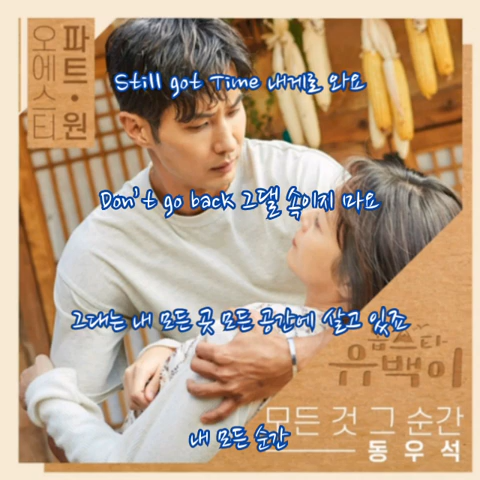 오에스티
파트·원
Still got Time 내게로 와요
Don't go back 그댈 속이지 마요
그대는 내 모든 곳 모든 공간에 살고 있죠
톱스타
유백이
모든 것 그 순간
내 모든 순간
동우석